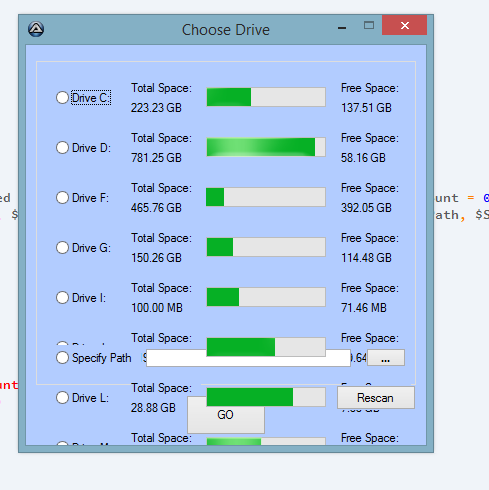 Choose Drive
Drive C:
Total Space:
223.23 GB
Free Space:
137.51 GB
Drive D:
Total Space:
781.25 GB
Free Space:
58.16 GB
ed
unt = 0
Drive F:
Total Space:
465.76 GB
Free Space:
392.05 GB
, $
ath, $S
Drive G:
Total Space:
150.26 GB
Free Space:
114.48 GB
Drive I:
Total Space:
100.00 MB
Free Space:
71.46 MB
Total Space:
Free Space:
Specify Path
...
unt
Drive L:
Total Space:
28.88 GB
Rescan
GO
Total Space:
Free Space: